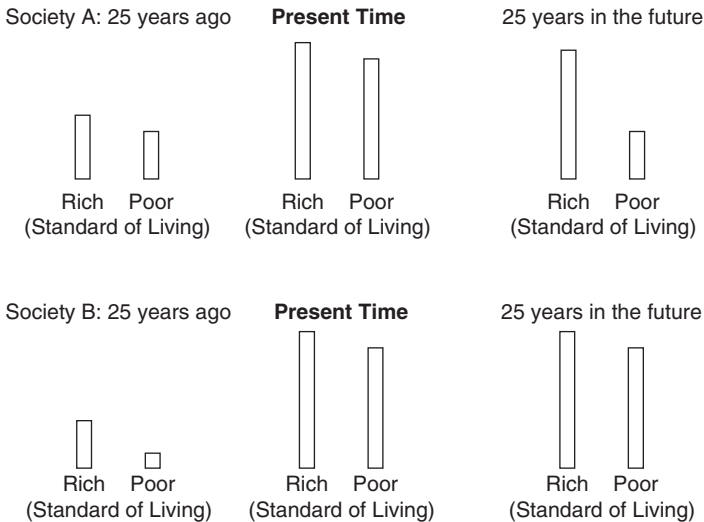 Society A: 25 years ago Present Time 25 years in the future
Rich Poor Rich Poor Rich Poor
(Standard of Living) (Standard of Living) (Standard of Living)
Society B: 25 years ago Present Time 25 years in the future
Rich Poor Rich Poor Rich Poor
(Standard of Living) (Standard of Living) (Standard of Living)